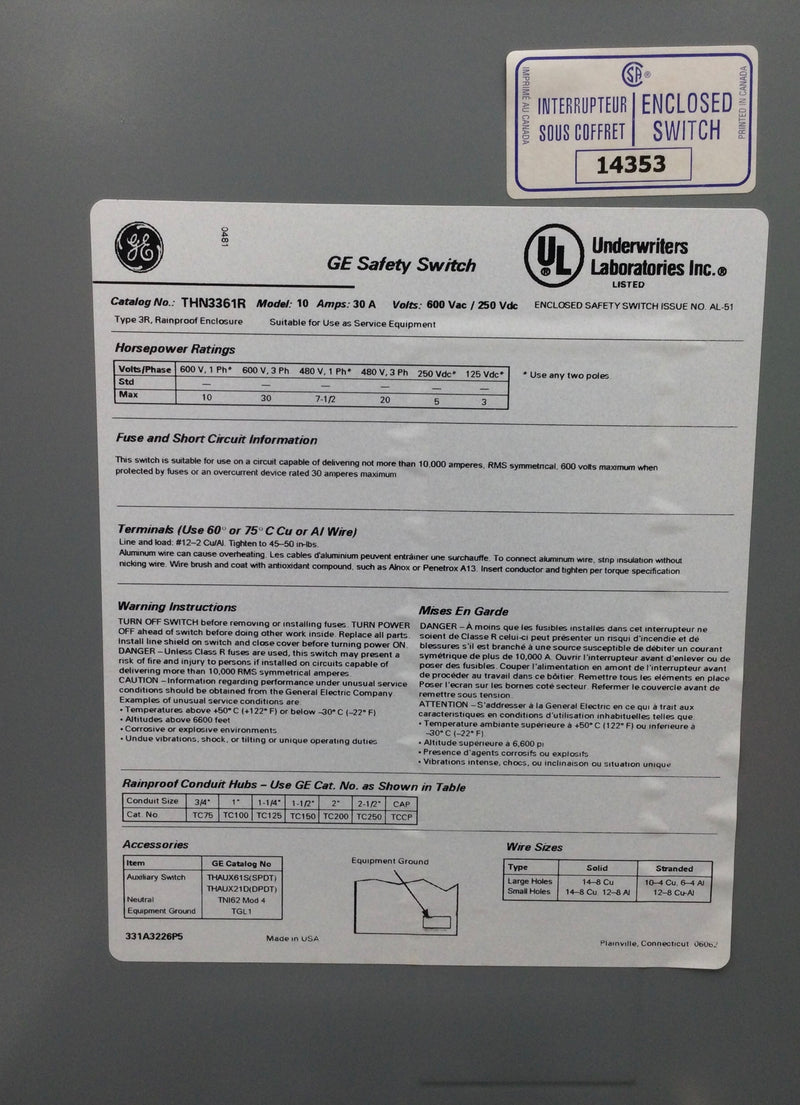 IMPRIMÉ AU CANADA
SA®
INTERRUPTEUR SOUS COFFRET
ENCLOSED SWITCH
PRINTED IN CANADA
14353
GE
0481
GE Safety Switch
UL ®
Underwriters
Laboratories Inc.®
LISTED
Catalog No.: THN3361R Model: 10 Amps: 30 A Volts: 600 Vac / 250 Vdc ENCLOSED SAFETY SWITCH ISSUE NO. AL-51
Type 3R, Rainproof Enclosure Suitable for Use as Service Equipment
Horsepower Ratings
Volts/Phase 600 V, 1 Ph* 600 V, 3 Ph 480 V, 1 Ph* 480 V, 3 Ph 250 Vdc* 125 Vdc* * Use any two poles
Std — — — — — —
Max 10 30 7-1/2 20 5 3
Fuse and Short Circuit Information
This switch is suitable for use on a circuit capable of delivering not more than 10,000 amperes, RMS symmetrical, 600 volts maximum when
protected by fuses or an overcurrent device rated 30 amperes maximum
Terminals (Use 60° or 75° C Cu or Al Wire)
Line and load: #12–2 Cu/Al. Tighten to 45–50 in-lbs.
Aluminum wire can cause overheating. Les cables d'aluminium peuvent entràiner une surchauffe. To connect aluminum wire, strip insulation without
nicking wire. Wire brush and coat with antioxidant compound, such as Alnox or Penetrox A13. Insert conductor and tighten per torque specification
Warning Instructions
TURN OFF SWITCH before removing or installing fuses. TURN POWER
OFF ahead of switch before doing other work inside. Replace all parts.
Install line shield on switch and close cover before turning power ON.
DANGER – Unless Class R fuses are used, this switch may present a
risk of fire and injury to persons if installed on circuits capable of
delivering more than 10,000 RMS symmetrical amperes
CAUTION – Information regarding performance under unusual service
conditions should be obtained from the General Electric Company
Examples of unusual service conditions are:
• Temperatures above +50° C (+122° F) or below –30° C (–22° F)
• Altitudes above 6600 feet
• Corrosive or explosive environments
• Undue vibrations, shock, or tilting or unique operating duties
Mises En Garde
DANGER – À moins que les fusibles installes dans cet interrupteur ne
soient de Classe R celui-ci peut présenter un risqui d'incendie et dé
blessures s'il est branché à une source susceptible de débiter un courant
symétrique de plus de 10,000 A. Ouvrir l'interrupteur avant d'enlever ou de
poser des fusibles. Couper l'alimentation en amont de l'interrupteur avant
de procéder au travail dans ce bôitier. Remettre tous les eléments en place
Poser l'ecran sur les bornes coté secteur. Refermer le couvercle avant de
remettre sous tension.
ATTENTION – S'addresser à la General Electric en ce qui à trait aux
caracteristiques en conditions d'utilisation inhabituelles telles que
• Temperature ambiante supérieure à +50° C (122° F) ou inferieure à
–30° C (–22° F)
• Altitude supérieure à 6,600 pi
• Presence d'agents corrosifs ou explosifs
• Vibrations intense, chocs, ou inclinaison ou situation unique
Rainproof Conduit Hubs – Use GE Cat. No. as Shown in Table
Conduit Size 3/4" 1" 1-1/4" 1-1/2" 2" 2-1/2" CAP
Cat. No TC75 TC100 TC125 TC150 TC200 TC250 TCCP
Accessories
Item GE Catalog No
Auxiliary Switch THAUX61S(SPDT)
THAUX21D(DPDT)
Neutral TNI62 Mod 4
Equipment Ground TGL1
331A3226P5
Made in USA
Equipment Ground
Wire Sizes
Type Solid Stranded
Large Holes 14–8 Cu 10–4 Cu, 6–4 Al
Small Holes 14–8 Cu, 12–8 Al 12–8 Cu-Al
Plainville, Connecticut 06062